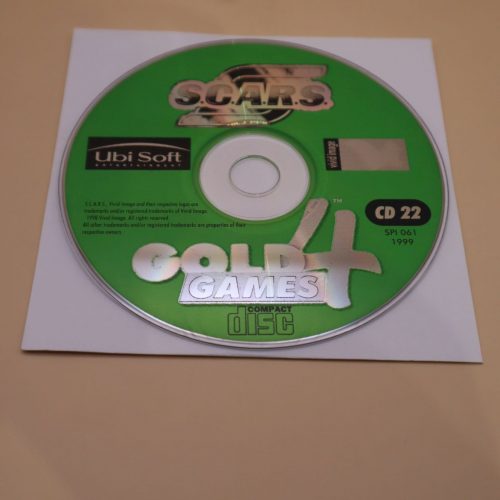 S.C.A.R.S.
Ubi Soft
ENTERTAINMENT
vivid image
S.C.A.R.S., Vivid Image and their respective logos are
trademarks and/or registered trademarks of Vivid Image.
1998 Vivid Image. All rights reserved.
All other trademarks and/or registered trademarks are properties of their
respective owners
CD 22
SPI 061
1999
GOLD 4 ™
GAMES
COMPACT
disc